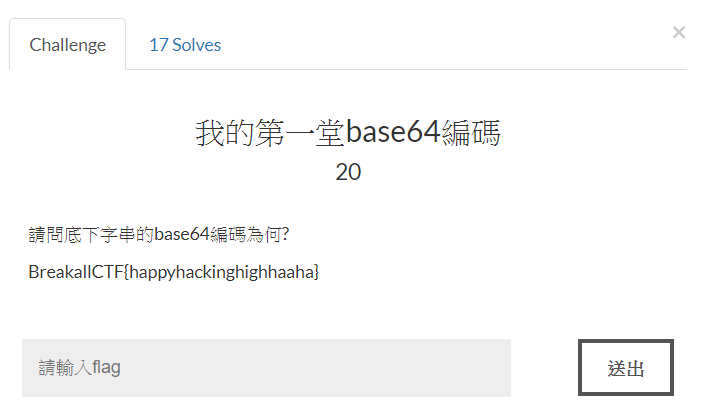 Challenge
17 Solves
×
我的第一堂base64編碼
20
請問底下字串的base64編碼為何?
BreakallCTF{happyhackinghighhaaha}
請輸入flag
送出